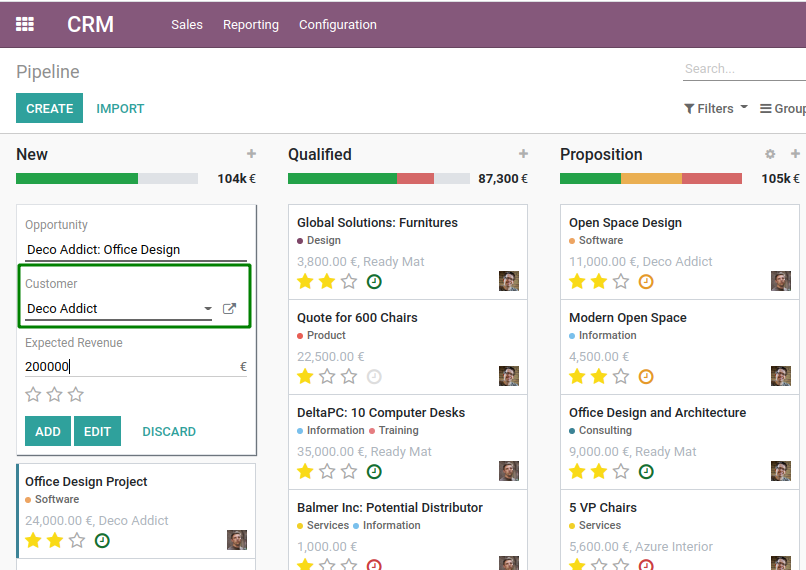 CRM Sales Reporting Configuration
Pipeline
Search...
CREATE IMPORT
Filters Group
New
104k €
Opportunity
Deco Addict: Office Design
Customer
Deco Addict
Expected Revenue
200000 €
ADD EDIT DISCARD
Office Design Project
Software
24,000.00 €, Deco Addict
Qualified
87,300 €
Global Solutions: Furnitures
Design
3,800.00 €, Ready Mat
Quote for 600 Chairs
Product
22,500.00 €
DeltaPC: 10 Computer Desks
Information Training
35,000.00 €, Ready Mat
Balmer Inc: Potential Distributor
Services Information
1,000.00 €
Proposition
105k €
Open Space Design
Software
11,000.00 €, Deco Addict
Modern Open Space
Information
4,500.00 €
Office Design and Architecture
Consulting
9,000.00 €, Ready Mat
5 VP Chairs
Services
5,600.00 €, Azure Interior